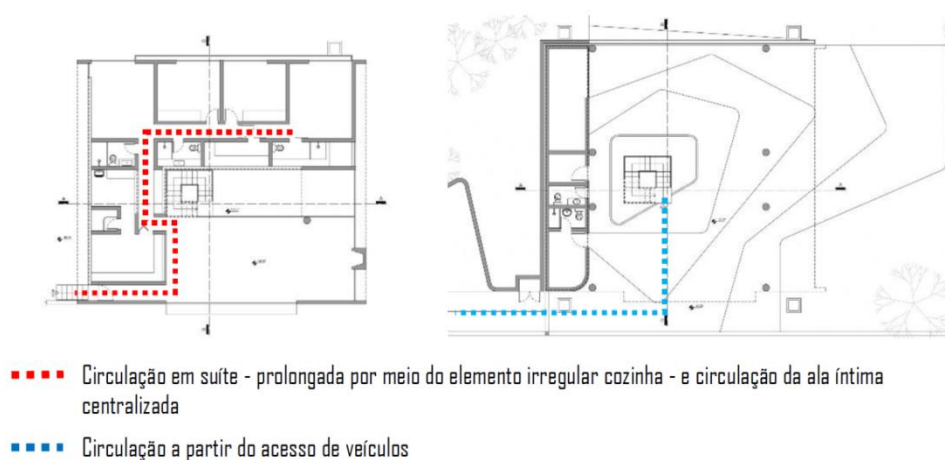 Circulação em suíte - prolongada por meio do elemento irregular cozinha - e circulação da ala íntima
centralizada
Circulação a partir do acesso de veículos